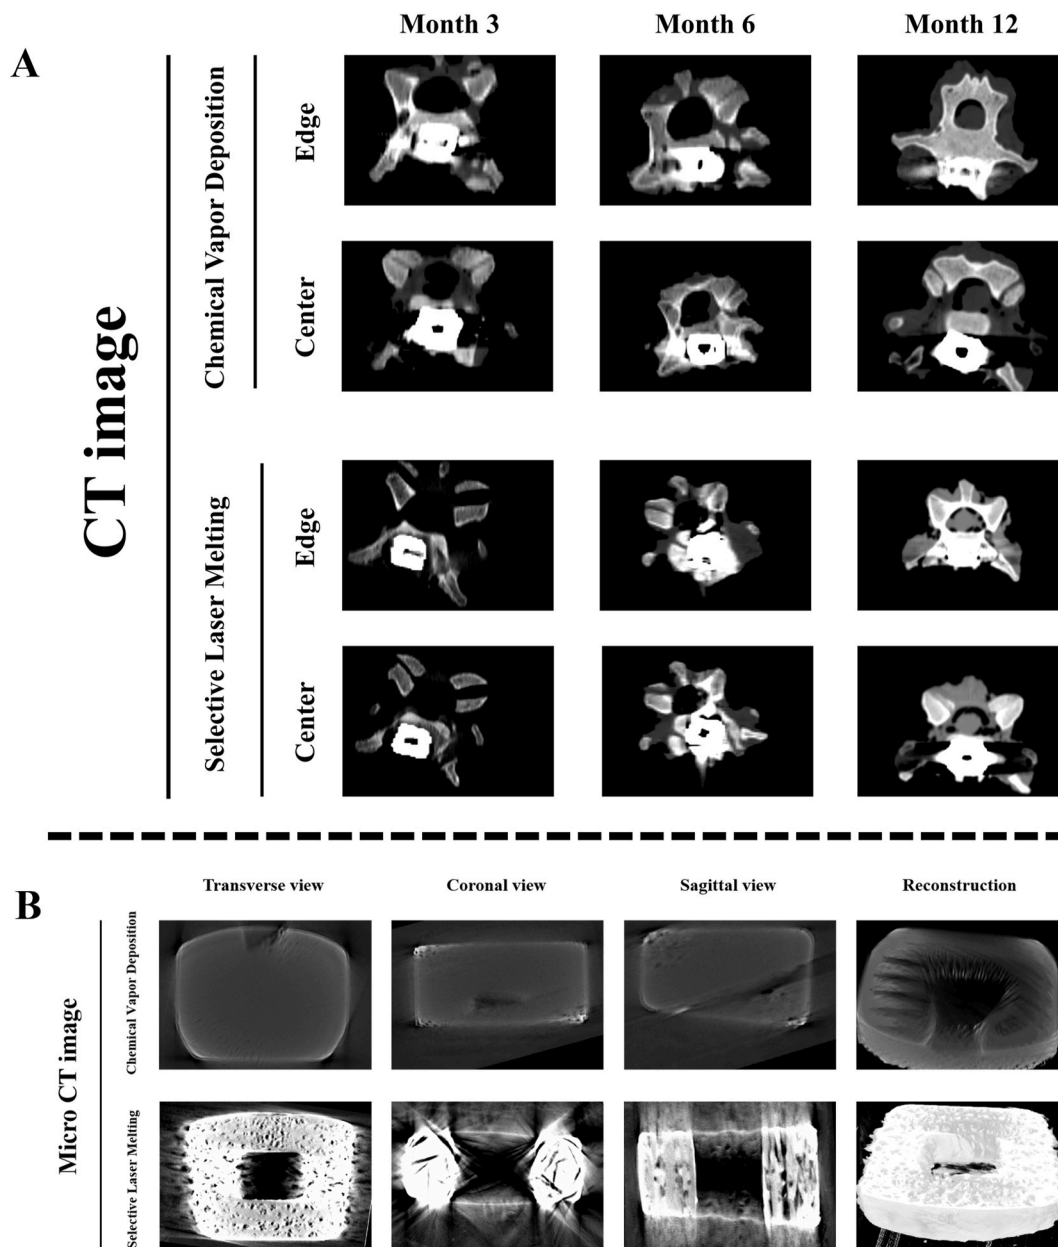 Month 3
Month 6
Month 12
A
CT image
Chemical Vapor Deposition
Edge
Center
Selective Laser Melting
Edge
Center
B
Transverse view
Coronal view
Sagittal view
Reconstruction
Micro CT image
Chemical Vapor Deposition
Selective Laser Melting